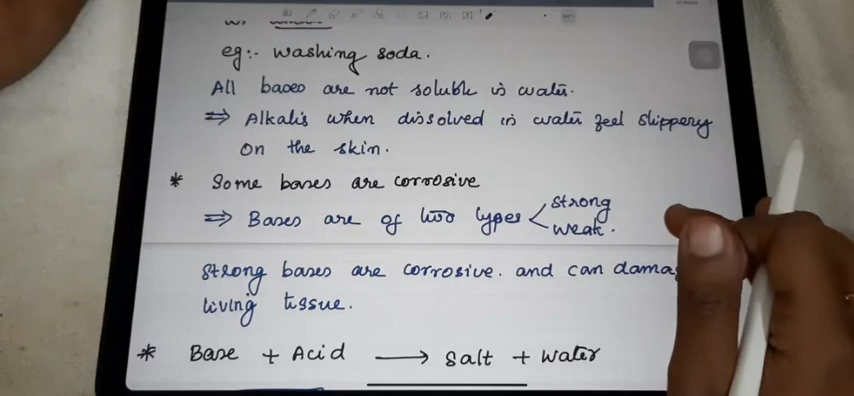 eg:- washing soda.
All bases are not soluble in water.
⇒ Alkalis when dissolved in water feel slippery
on the skin.
* Some bases are corrosive
⇒ Bases are of two types < strong
weak.
Strong bases are corrosive. and can dama
living tissue.
* Base + Acid ⟶ Salt + Water